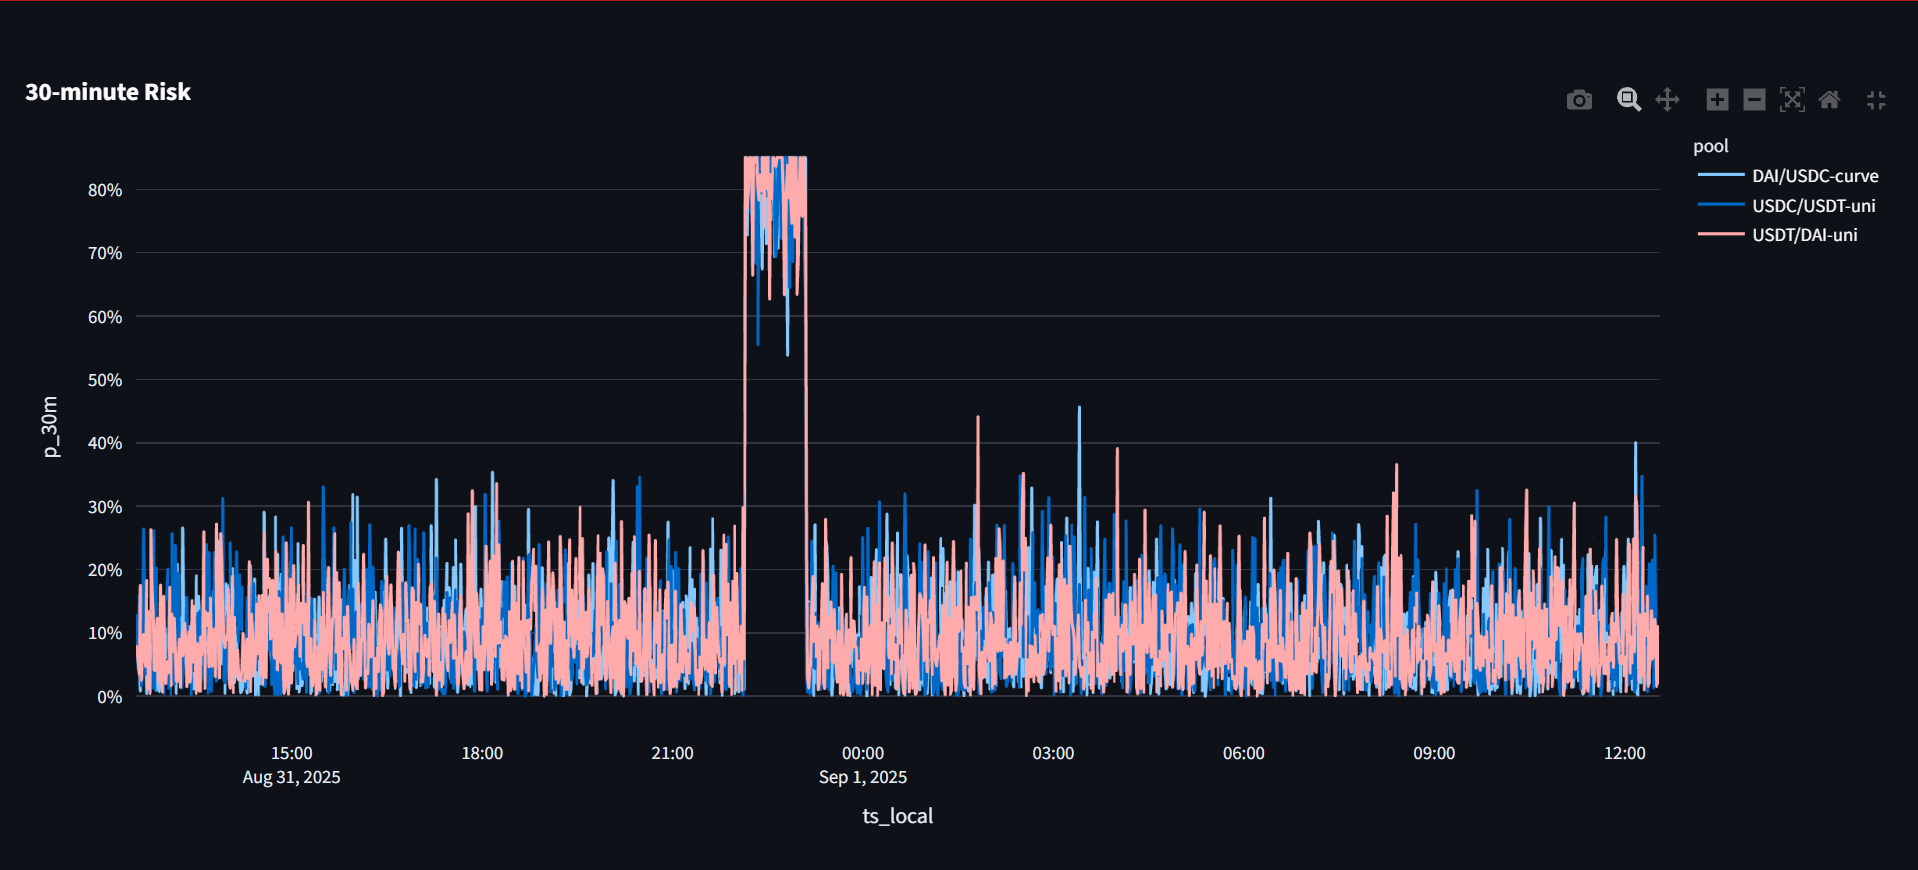 30-minute Risk
pool
DAI/USDC-curve
USDC/USDT-uni
USDT/DAI-uni
p_30m
80%
70%
60%
50%
40%
30%
20%
10%
0%
15:00
Aug 31, 2025
18:00
21:00
00:00
Sep 1, 2025
03:00
06:00
09:00
12:00
ts_local